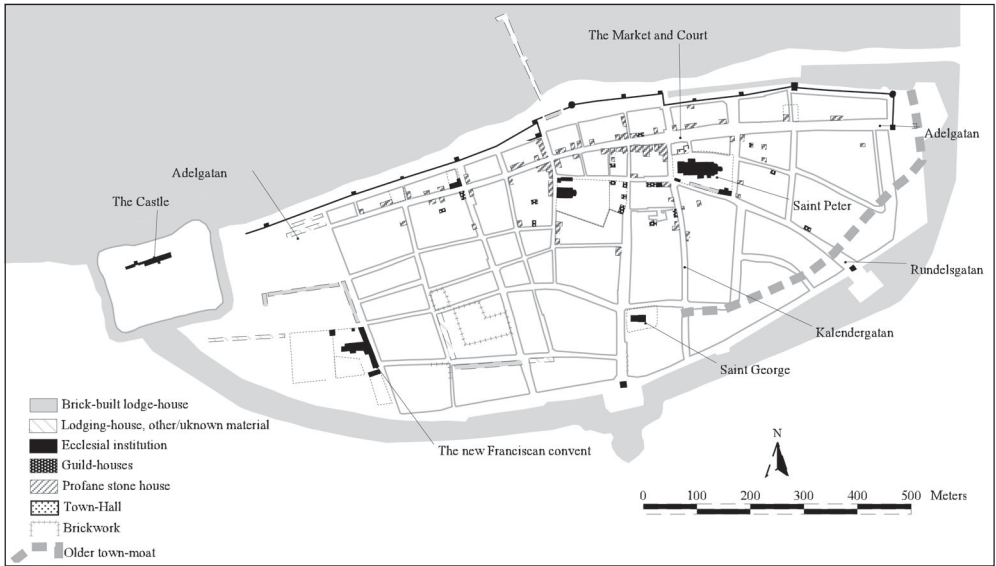 The Market and Court
Adelgatan
Adelgatan
The Castle
Saint Peter
Rundelsgatan
Kalendergatan
Saint George
The new Franciscan convent
Brick-built lodge-house
Lodging-house, other/uknown material
Ecclesial institution
Guild-houses
Profane stone house
Town-Hall
Brickwork
Older town-moat
N
0 100 200 300 400 500 Meters